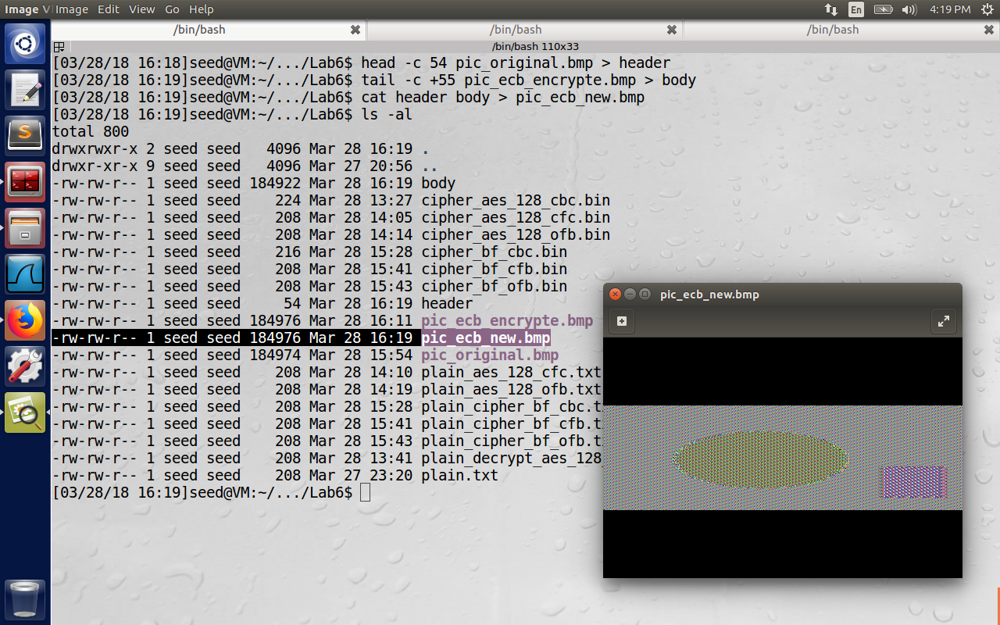 Image Vi Image Edit View Go Help En 4:19 PM
/bin/bash /bin/bash /bin/bash
/bin/bash 110x33
[03/28/18 16:18]seed@VM:~/.../Lab6$ head -c 54 pic_original.bmp > header
[03/28/18 16:19]seed@VM:~/.../Lab6$ tail -c +55 pic_ecb_encrypte.bmp > body
[03/28/18 16:19]seed@VM:~/.../Lab6$ cat header body > pic_ecb_new.bmp
[03/28/18 16:19]seed@VM:~/.../Lab6$ ls -al
total 800
drwxrwxr-x 2 seed seed   4096 Mar 28 16:19 .
drwxr-xr-x 9 seed seed   4096 Mar 27 20:56 ..
-rw-rw-r-- 1 seed seed 184922 Mar 28 16:19 body
-rw-rw-r-- 1 seed seed    224 Mar 28 13:27 cipher_aes_128_cbc.bin
-rw-rw-r-- 1 seed seed    208 Mar 28 14:05 cipher_aes_128_cfc.bin
-rw-rw-r-- 1 seed seed    208 Mar 28 14:14 cipher_aes_128_ofb.bin
-rw-rw-r-- 1 seed seed    216 Mar 28 15:28 cipher_bf_cbc.bin
-rw-rw-r-- 1 seed seed    208 Mar 28 15:41 cipher_bf_cfb.bin
-rw-rw-r-- 1 seed seed    208 Mar 28 15:43 cipher_bf_ofb.bin
-rw-rw-r-- 1 seed seed     54 Mar 28 16:19 header
-rw-rw-r-- 1 seed seed 184976 Mar 28 16:11 pic_ecb_encrypte.bmp
-rw-rw-r-- 1 seed seed 184976 Mar 28 16:19 pic_ecb_new.bmp
-rw-rw-r-- 1 seed seed 184974 Mar 28 15:54 pic_original.bmp
-rw-rw-r-- 1 seed seed    208 Mar 28 14:10 plain_aes_128_cfc.txt
-rw-rw-r-- 1 seed seed    208 Mar 28 14:19 plain_aes_128_ofb.txt
-rw-rw-r-- 1 seed seed    208 Mar 28 15:28 plain_cipher_bf_cbc.t
-rw-rw-r-- 1 seed seed    208 Mar 28 15:41 plain_cipher_bf_cfb.t
-rw-rw-r-- 1 seed seed    208 Mar 28 15:43 plain_cipher_bf_ofb.t
-rw-rw-r-- 1 seed seed    208 Mar 28 13:41 plain_decrypt_aes_128_
-rw-rw-r-- 1 seed seed    208 Mar 27 23:20 plain.txt
[03/28/18 16:19]seed@VM:~/.../Lab6$
pic_ecb_new.bmp